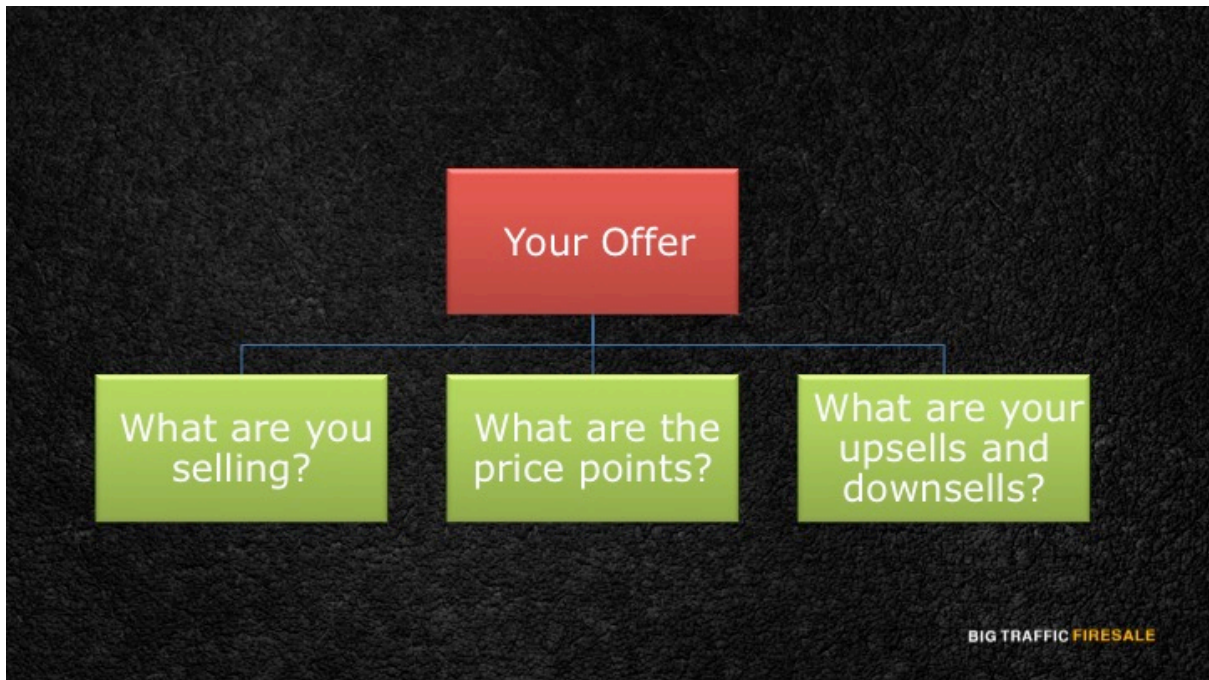 Your Offer
What are you
selling?
What are the
price points?
What are your
upsells and
downsells?
BIG TRAFFIC FIRESALE